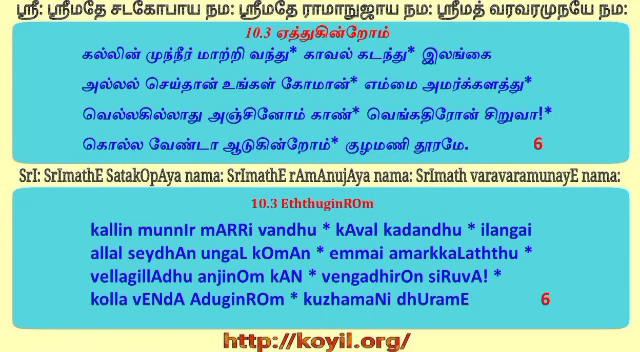 ஸ்ரீ: ஸ்ரீமதே சடகோபாய நம: ஸ்ரீமதே ராமாநுஜாய நம: ஸ்ரீமத் வரவரமுநயே நம:
10.3 ஏத்துகின்றோம்
கல்லின் முந்நீர் மாற்றி வந்து* காவல் கடந்து* இலங்கை
அல்லல் செய்தான் உங்கள் கோமான்* எம்மை அமர்க்களத்து*
வெல்லகில்லாது அஞ்சினோம் காண்* வெங்கதிரோன் சிறுவா!*
கொல்ல வேண்டா ஆடுகின்றோம்* குழமணி தூரமே. 6
SrI: SrImathE SatakOpAya nama: SrImathE rAmAnujAya nama: SrImath varavaramunayE nama:
10.3 EththuginROm
kallin munnIr mARRi vandhu * kAval kadandhu * ilangai
allal seydhAn ungaL kOmAn * emmai amarkkaLaththu *
vellagillAdhu anjinOm kAN * vengadhirOn siRuvA! *
kolla vENdA AduginROm * kuzhamaNi dhUramE 6
http://koyil.org/